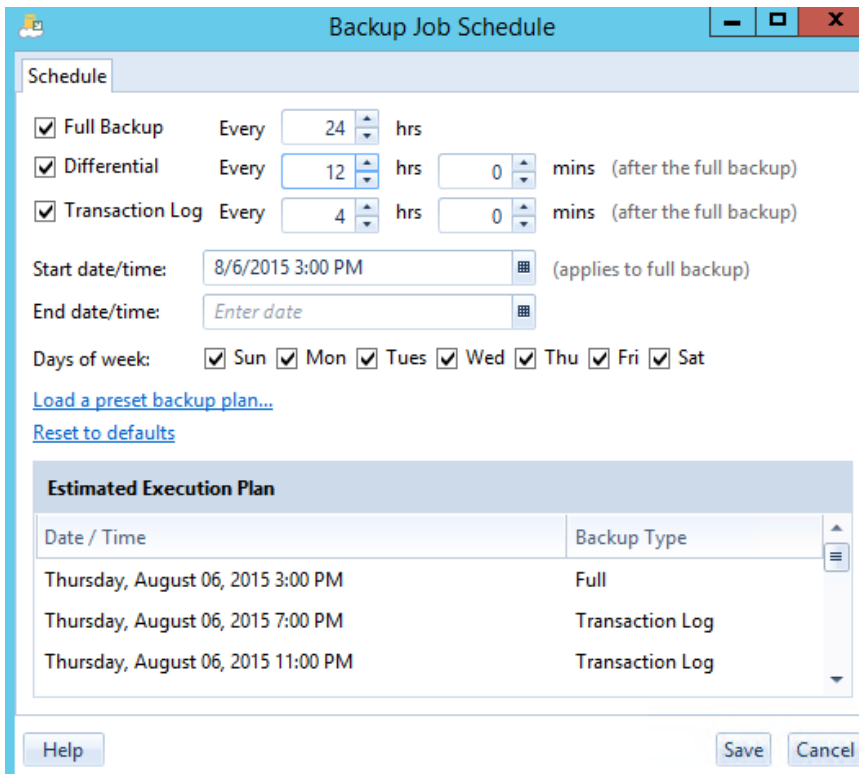 Backup Job Schedule
Schedule
Full Backup Every 24 hrs
Differential Every 12 hrs 0 mins (after the full backup)
Transaction Log Every 4 hrs 0 mins (after the full backup)
Start date/time: 8/6/2015 3:00 PM (applies to full backup)
End date/time: Enter date
Days of week: Sun Mon Tues Wed Thu Fri Sat
Load a preset backup plan...
Reset to defaults
Estimated Execution Plan
Date / Time Backup Type
Thursday, August 06, 2015 3:00 PM Full
Thursday, August 06, 2015 7:00 PM Transaction Log
Thursday, August 06, 2015 11:00 PM Transaction Log
Help Save Cancel